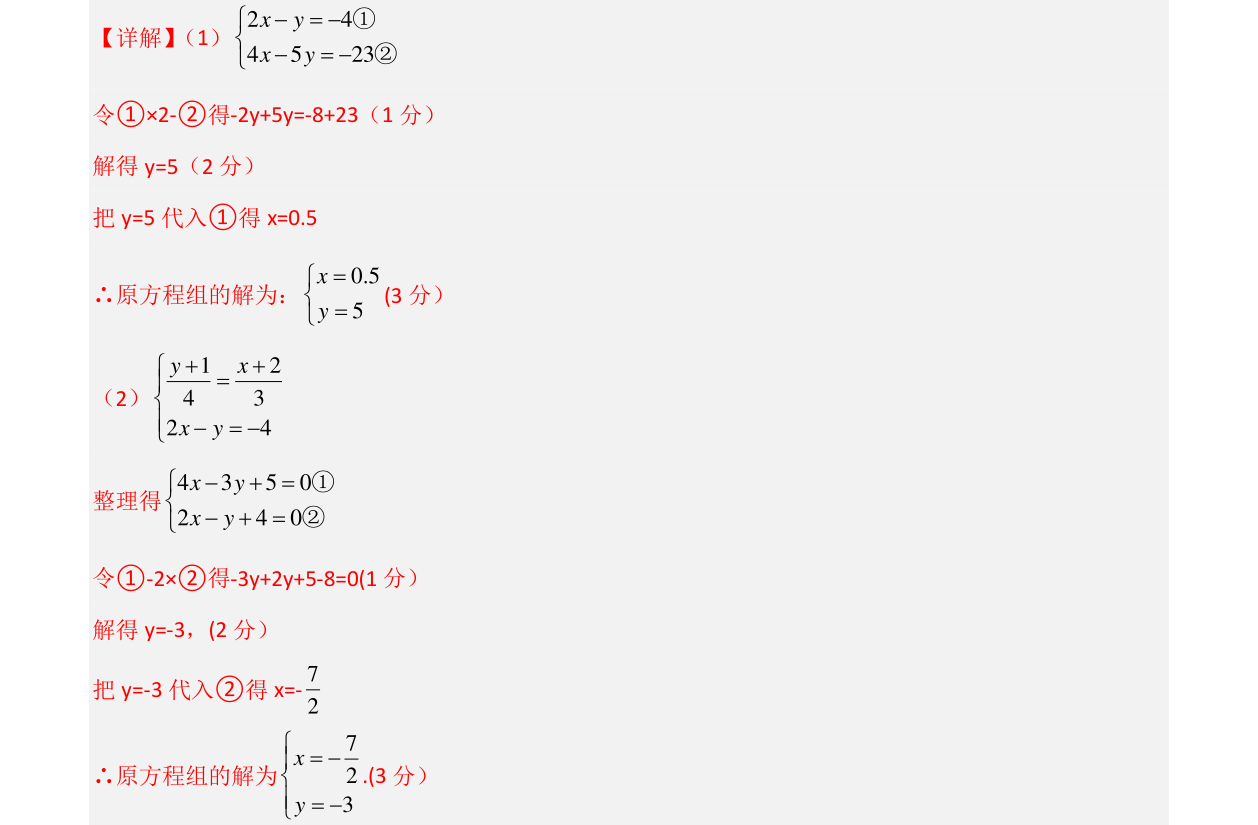 【详解】（1）{2x－y＝－4①
4x－5y＝－23②
令①×2-②得-2y+5y=-8+23（1 分）
解得 y=5（2 分）
把 y=5 代入①得 x=0.5
∴原方程组的解为：{x＝0.5
y＝5 (3 分）
（2）{(y+1)/4＝(x+2)/3
2x－y＝－4
整理得{4x－3y+5＝0①
2x－y+4＝0②
令①-2×②得-3y+2y+5-8=0(1 分）
解得 y=-3，(2 分）
把 y=-3 代入②得 x=-7/2
∴原方程组的解为{x＝－7/2
y＝－3 .(3 分）